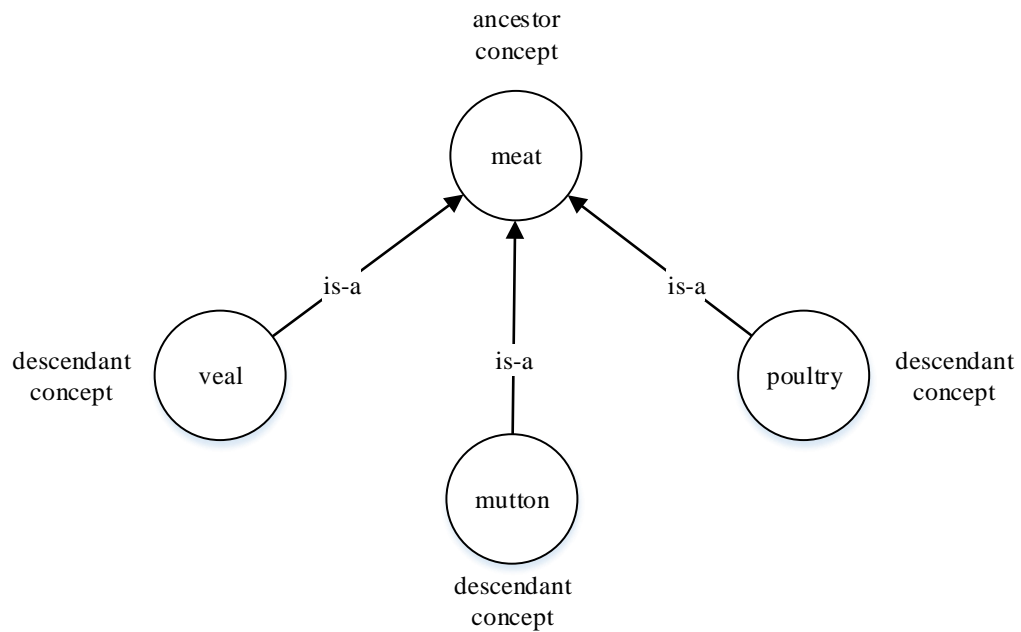 ancestor
concept
meat
is-a
is-a
is-a
descendant
concept
veal
poultry
descendant
concept
mutton
descendant
concept